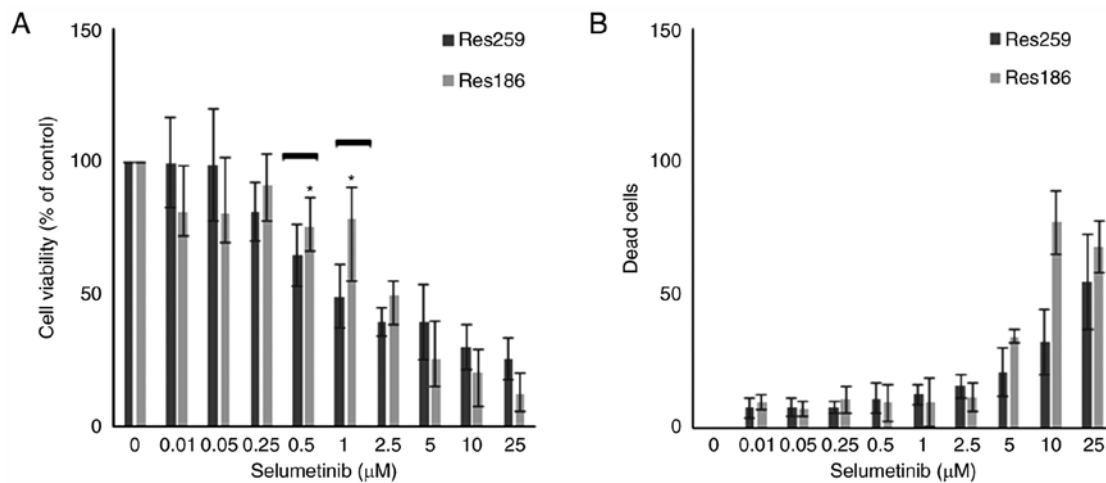 A
150
100
50
0
Cell viability (% of control)
Res259
Res186
*
*
0 0.01 0.05 0.25 0.5 1 2.5 5 10 25
Selumetinib (μM)
B
150
100
50
0
Dead cells
Res259
Res186
0 0.01 0.05 0.25 0.5 1 2.5 5 10 25
Selumetinib (μM)